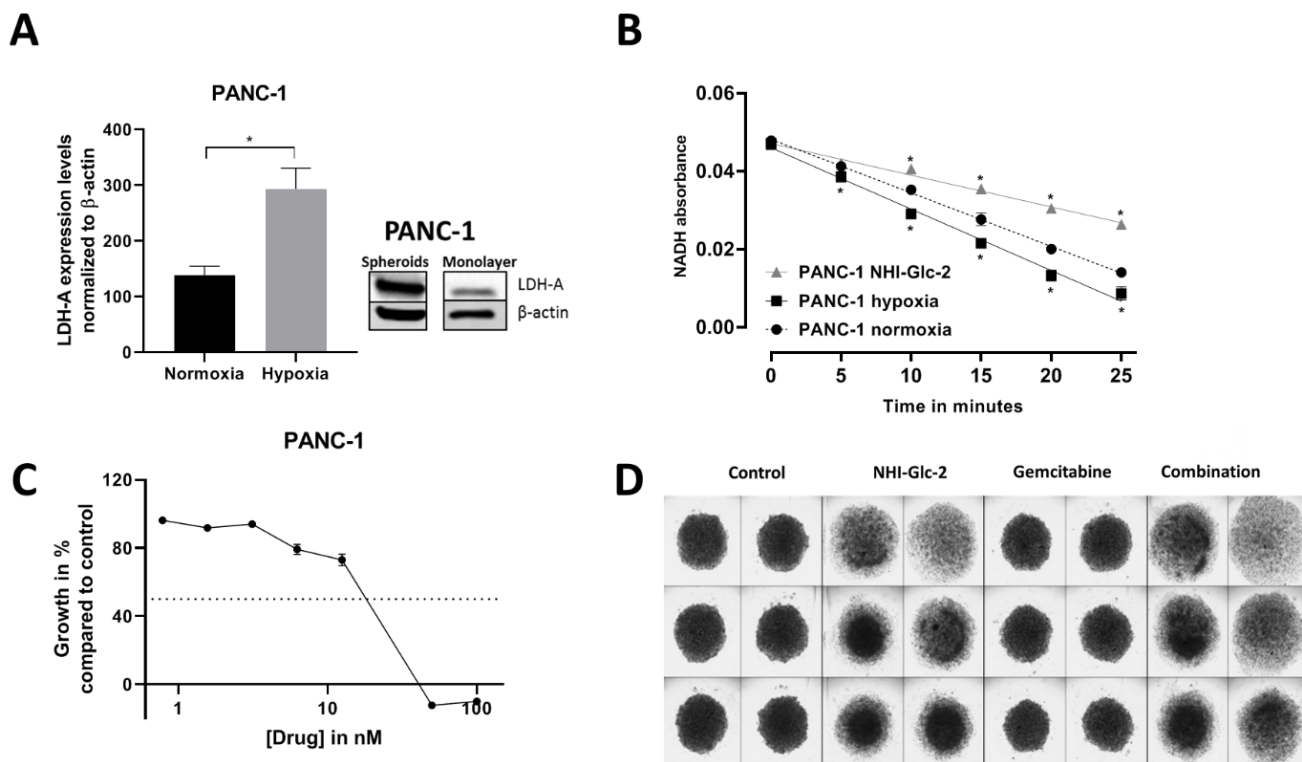 A
PANC-1
LDH-A expression levels
normalized to β-actin
400
300
200
100
0
*
Normoxia
Hypoxia
PANC-1
Spheroids
Monolayer
LDH-A
β-actin
B
NADH absorbance
0.06
0.04
0.02
0.00
* * * *
* * * * *
PANC-1 NHI-Glc-2
PANC-1 hypoxia
PANC-1 normoxia
0 5 10 15 20 25
Time in minutes
C
PANC-1
Growth in %
compared to control
120
80
40
0
1 10 100
[Drug] in nM
D
Control
NHI-Glc-2
Gemcitabine
Combination